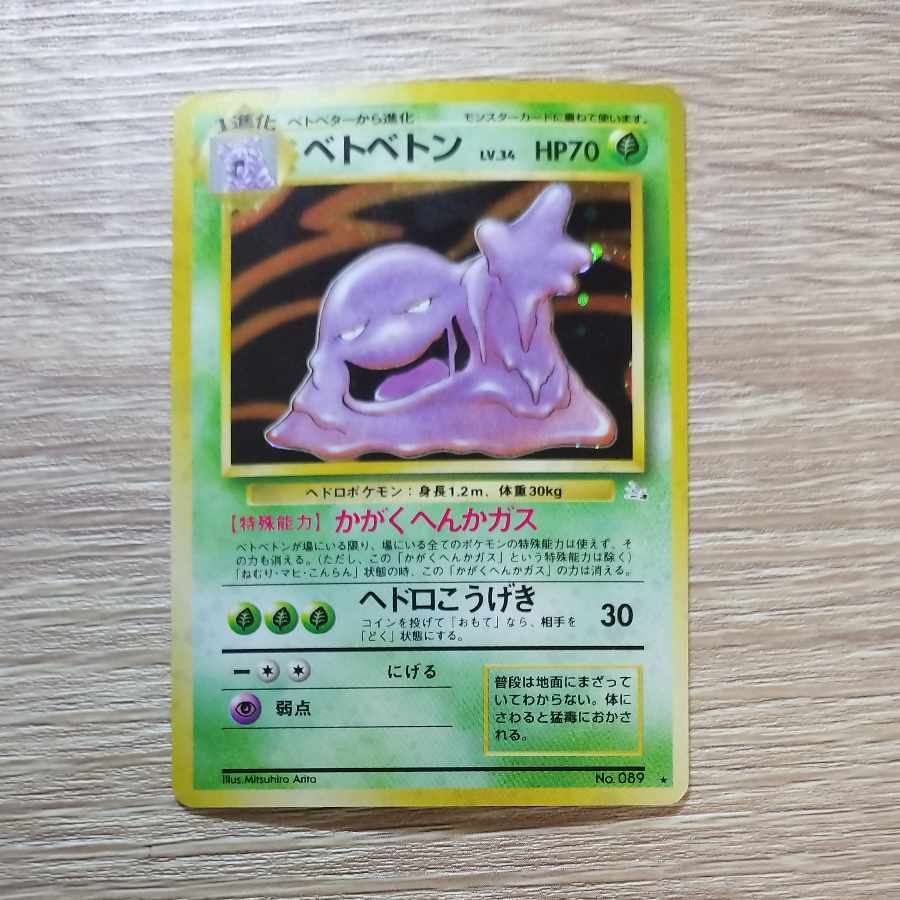 1進化 ベトベターから進化 モンスターカードに重ねて使います。
ベトベトン LV.34 HP70
ヘドロポケモン：身長1.2m、体重30kg
【特殊能力】かがくへんかガス
ベトベトンが場にいる限り、場にいる全てのポケモンの特殊能力は使えず、そ
の力も消える。(ただし、この「かがくへんかガス」という特殊能力は除く)
「ねむり・マヒ・こんらん」状態の時、この「かがくへんかガス」の力は消える。
ヘドロこうげき 30
コインを投げて「おもて」なら、相手を
「どく」状態にする。
にげる
弱点
普段は地面にまざって
いてわからない。体に
さわると猛毒におかさ
れる。
Illus.Mitsuhiro Arita No. 089 ★